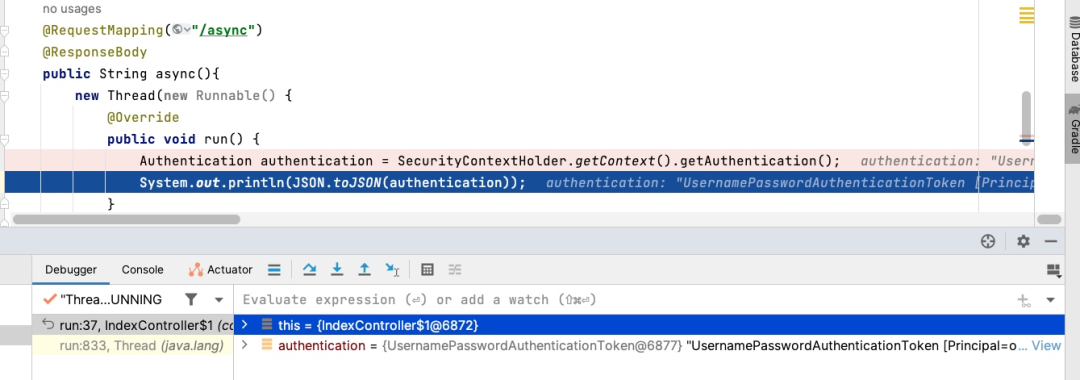 no usages
@RequestMapping("/async")
@ResponseBody
public String async(){
new Thread(new Runnable() {
@Override
public void run() {
Authentication authentication = SecurityContextHolder.getContext().getAuthentication(); authentication: "Usern
System.out.println(JSON.toJSON(authentication)); authentication: "UsernamePasswordAuthenticationToken [Princip
}
Database
Gradle
Debugger Console Actuator
"Threa...UNNING
Evaluate expression (⏎) or add a watch (⇧⌘⏎)
run:37, IndexController$1 (co
this = {IndexController$1@6872}
run:833, Thread (java.lang)
authentication = {UsernamePasswordAuthenticationToken@6877} "UsernamePasswordAuthenticationToken [Principal=o... View